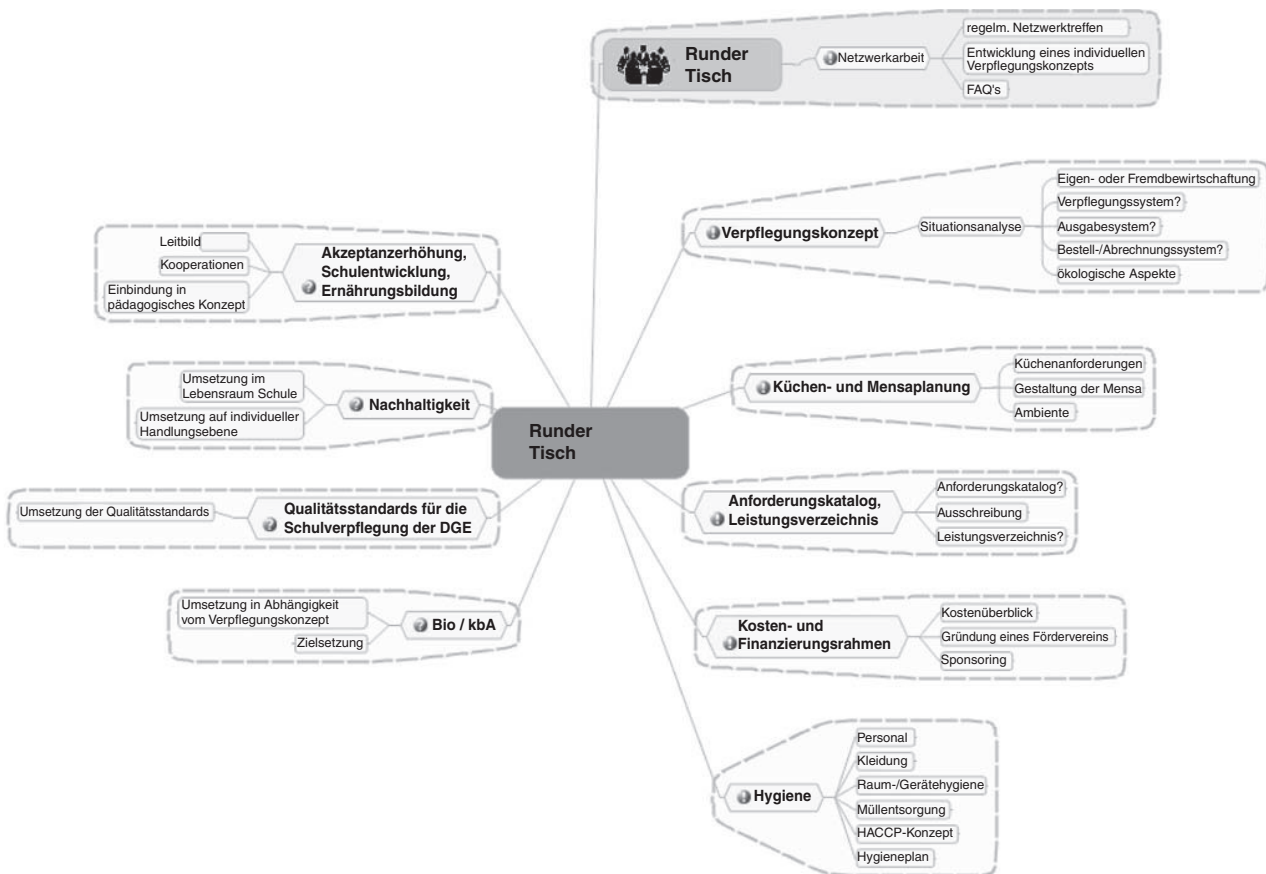 Runder
Tisch
Netzwerkarbeit
regelm. Netzwerktreffen
Entwicklung eines individuellen
Verpflegungskonzepts
FAQ's
Verpflegungskonzept
Situationsanalyse
Eigen- oder Fremdbewirtschaftung
Verpflegungssystem?
Ausgabesystem?
Bestell-/Abrechnungssystem?
ökologische Aspekte
Akzeptanzerhöhung,
Schulentwicklung,
Ernährungsbildung
Leitbild
Kooperationen
Einbindung in
pädagogisches Konzept
Küchen- und Mensaplanung
Küchenanforderungen
Gestaltung der Mensa
Ambiente
Nachhaltigkeit
Umsetzung im
Lebensraum Schule
Umsetzung auf individueller
Handlungsebene
Runder
Tisch
Anforderungskatalog,
Leistungsverzeichnis
Anforderungskatalog?
Ausschreibung
Leistungsverzeichnis?
Qualitätsstandards für die
Schulverpflegung der DGE
Umsetzung der Qualitätsstandards
Bio / kbA
Umsetzung in Abhängigkeit
vom Verpflegungskonzept
Zielsetzung
Kosten- und
Finanzierungsrahmen
Kostenüberblick
Gründung eines Fördervereins
Sponsoring
Hygiene
Personal
Kleidung
Raum-/Gerätehygiene
Müllentsorgung
HACCP-Konzept
Hygieneplan